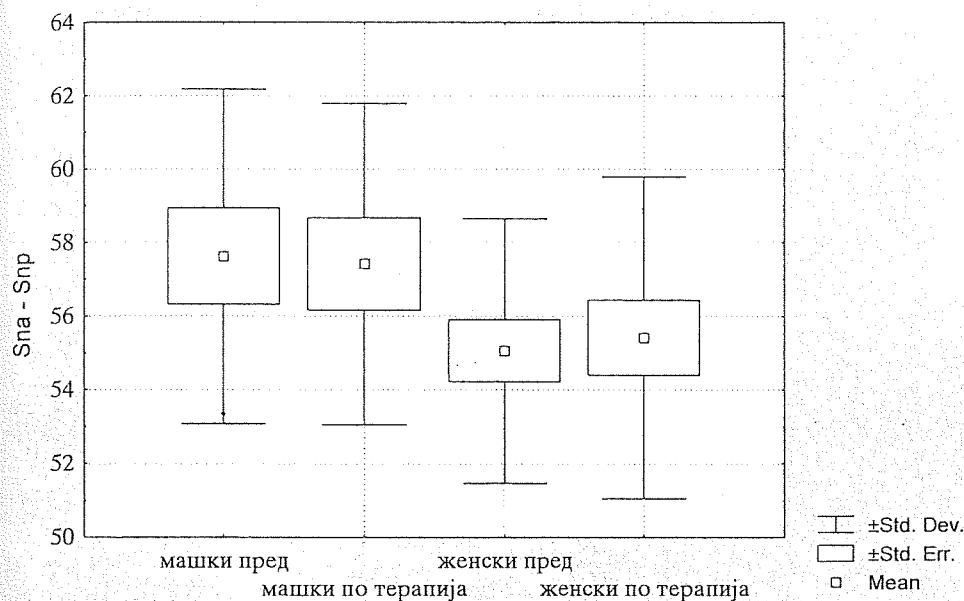 64
62
60
58
56
54
52
50
Sna - Snp
машки пред
машки по терапија
женски пред
женски по терапија
±Std. Dev.
±Std. Err.
Mean